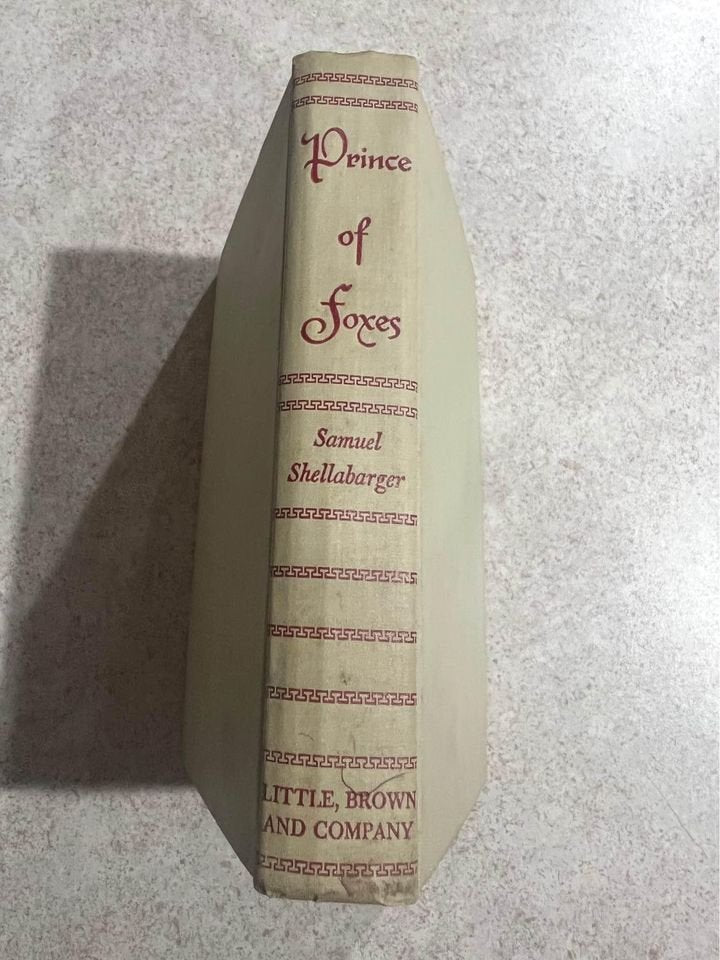 Prince
of
Foxes
Samuel
Shellabarger
LITTLE, BROWN
AND COMPANY